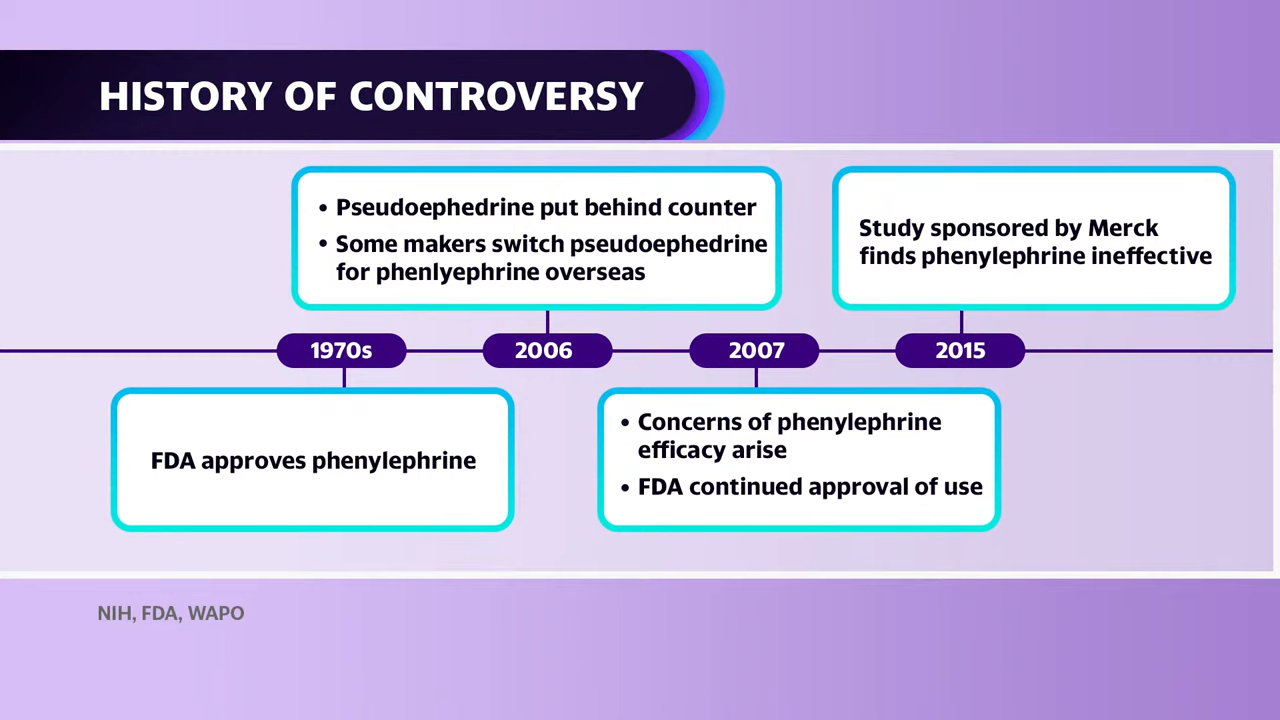 HISTORY OF CONTROVERSY
• Pseudoephedrine put behind counter
• Some makers switch pseudoephedrine
for phenlyephrine overseas
Study sponsored by Merck
finds phenylephrine ineffective
1970s
2006
2007
2015
FDA approves phenylephrine
• Concerns of phenylephrine
efficacy arise
• FDA continued approval of use
NIH, FDA, WAPO